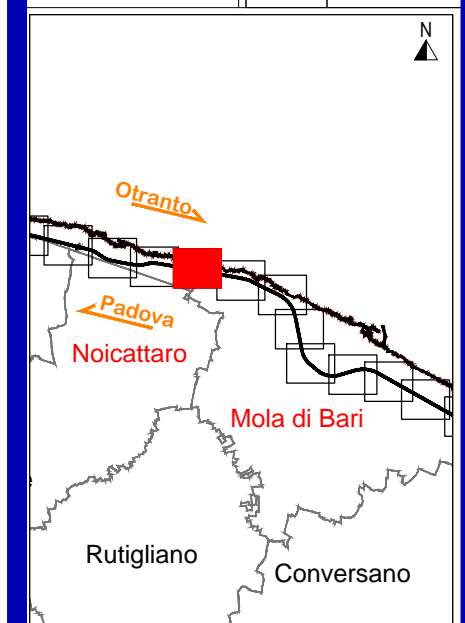 N
Otranto
Padova
Noicattaro
Mola di Bari
Rutigliano
Conversano